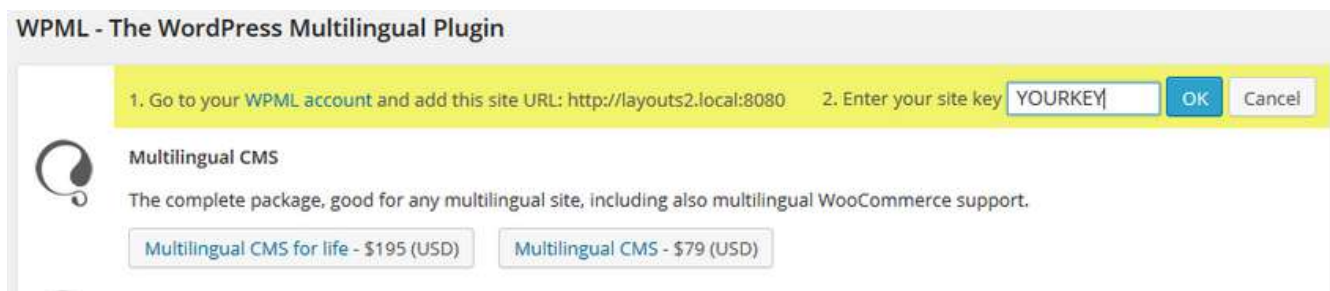 WPML - The WordPress Multilingual Plugin
1. Go to your WPML account and add this site URL: http://layouts2.local:8080 2. Enter your site key YOURKEY OK Cancel
Multilingual CMS
The complete package, good for any multilingual site, including also multilingual WooCommerce support.
Multilingual CMS for life - $195 (USD) Multilingual CMS - $79 (USD)